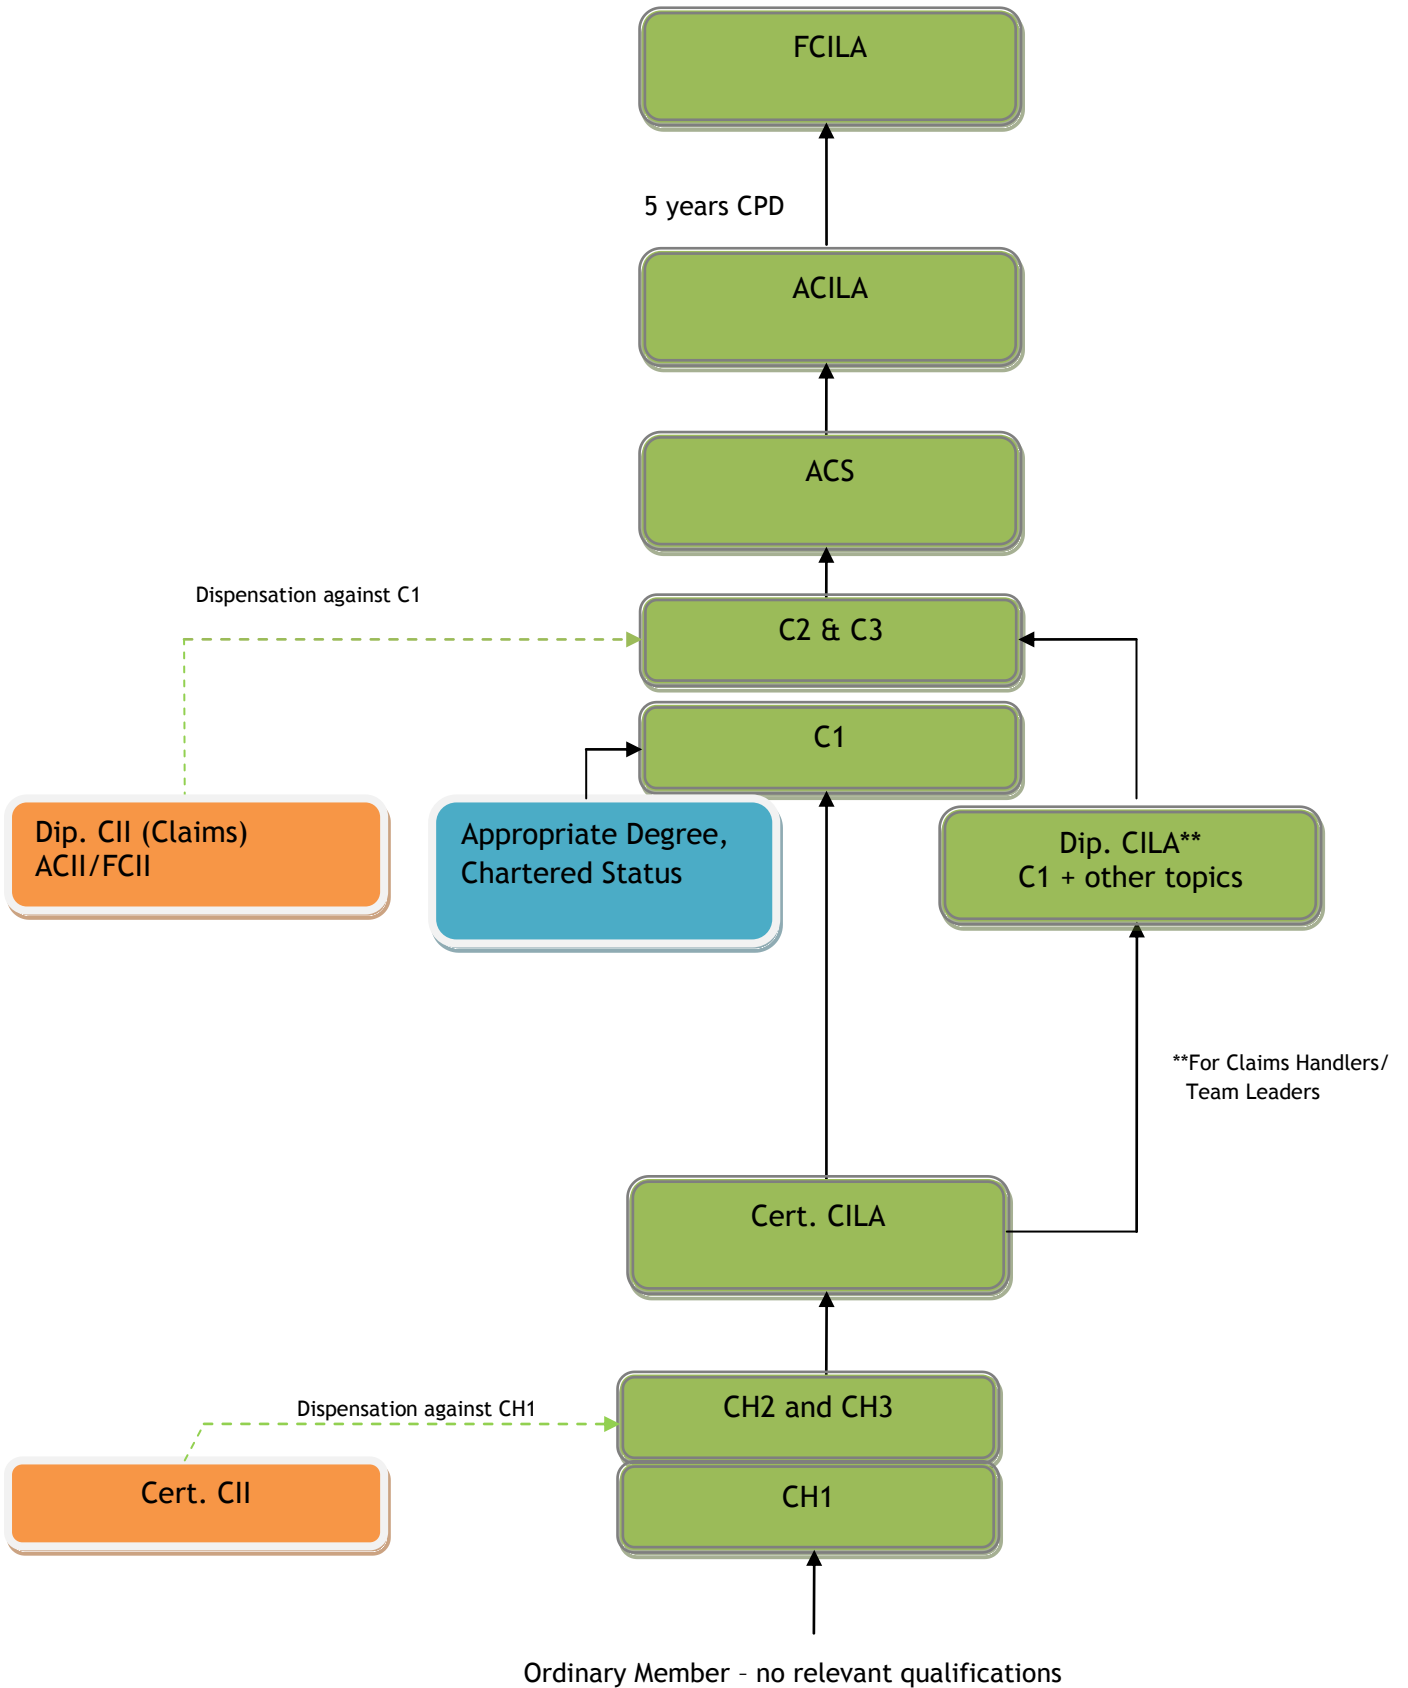 FCILA
5 years CPD
ACILA
ACS
Dispensation against C1
C2 & C3
C1
Dip. CII (Claims)
ACII/FCII
Appropriate Degree,
Chartered Status
Dip. CILA**
C1 + other topics
**For Claims Handlers/
Team Leaders
Cert. CILA
Dispensation against CH1
CH2 and CH3
Cert. CII
CH1
Ordinary Member – no relevant qualifications